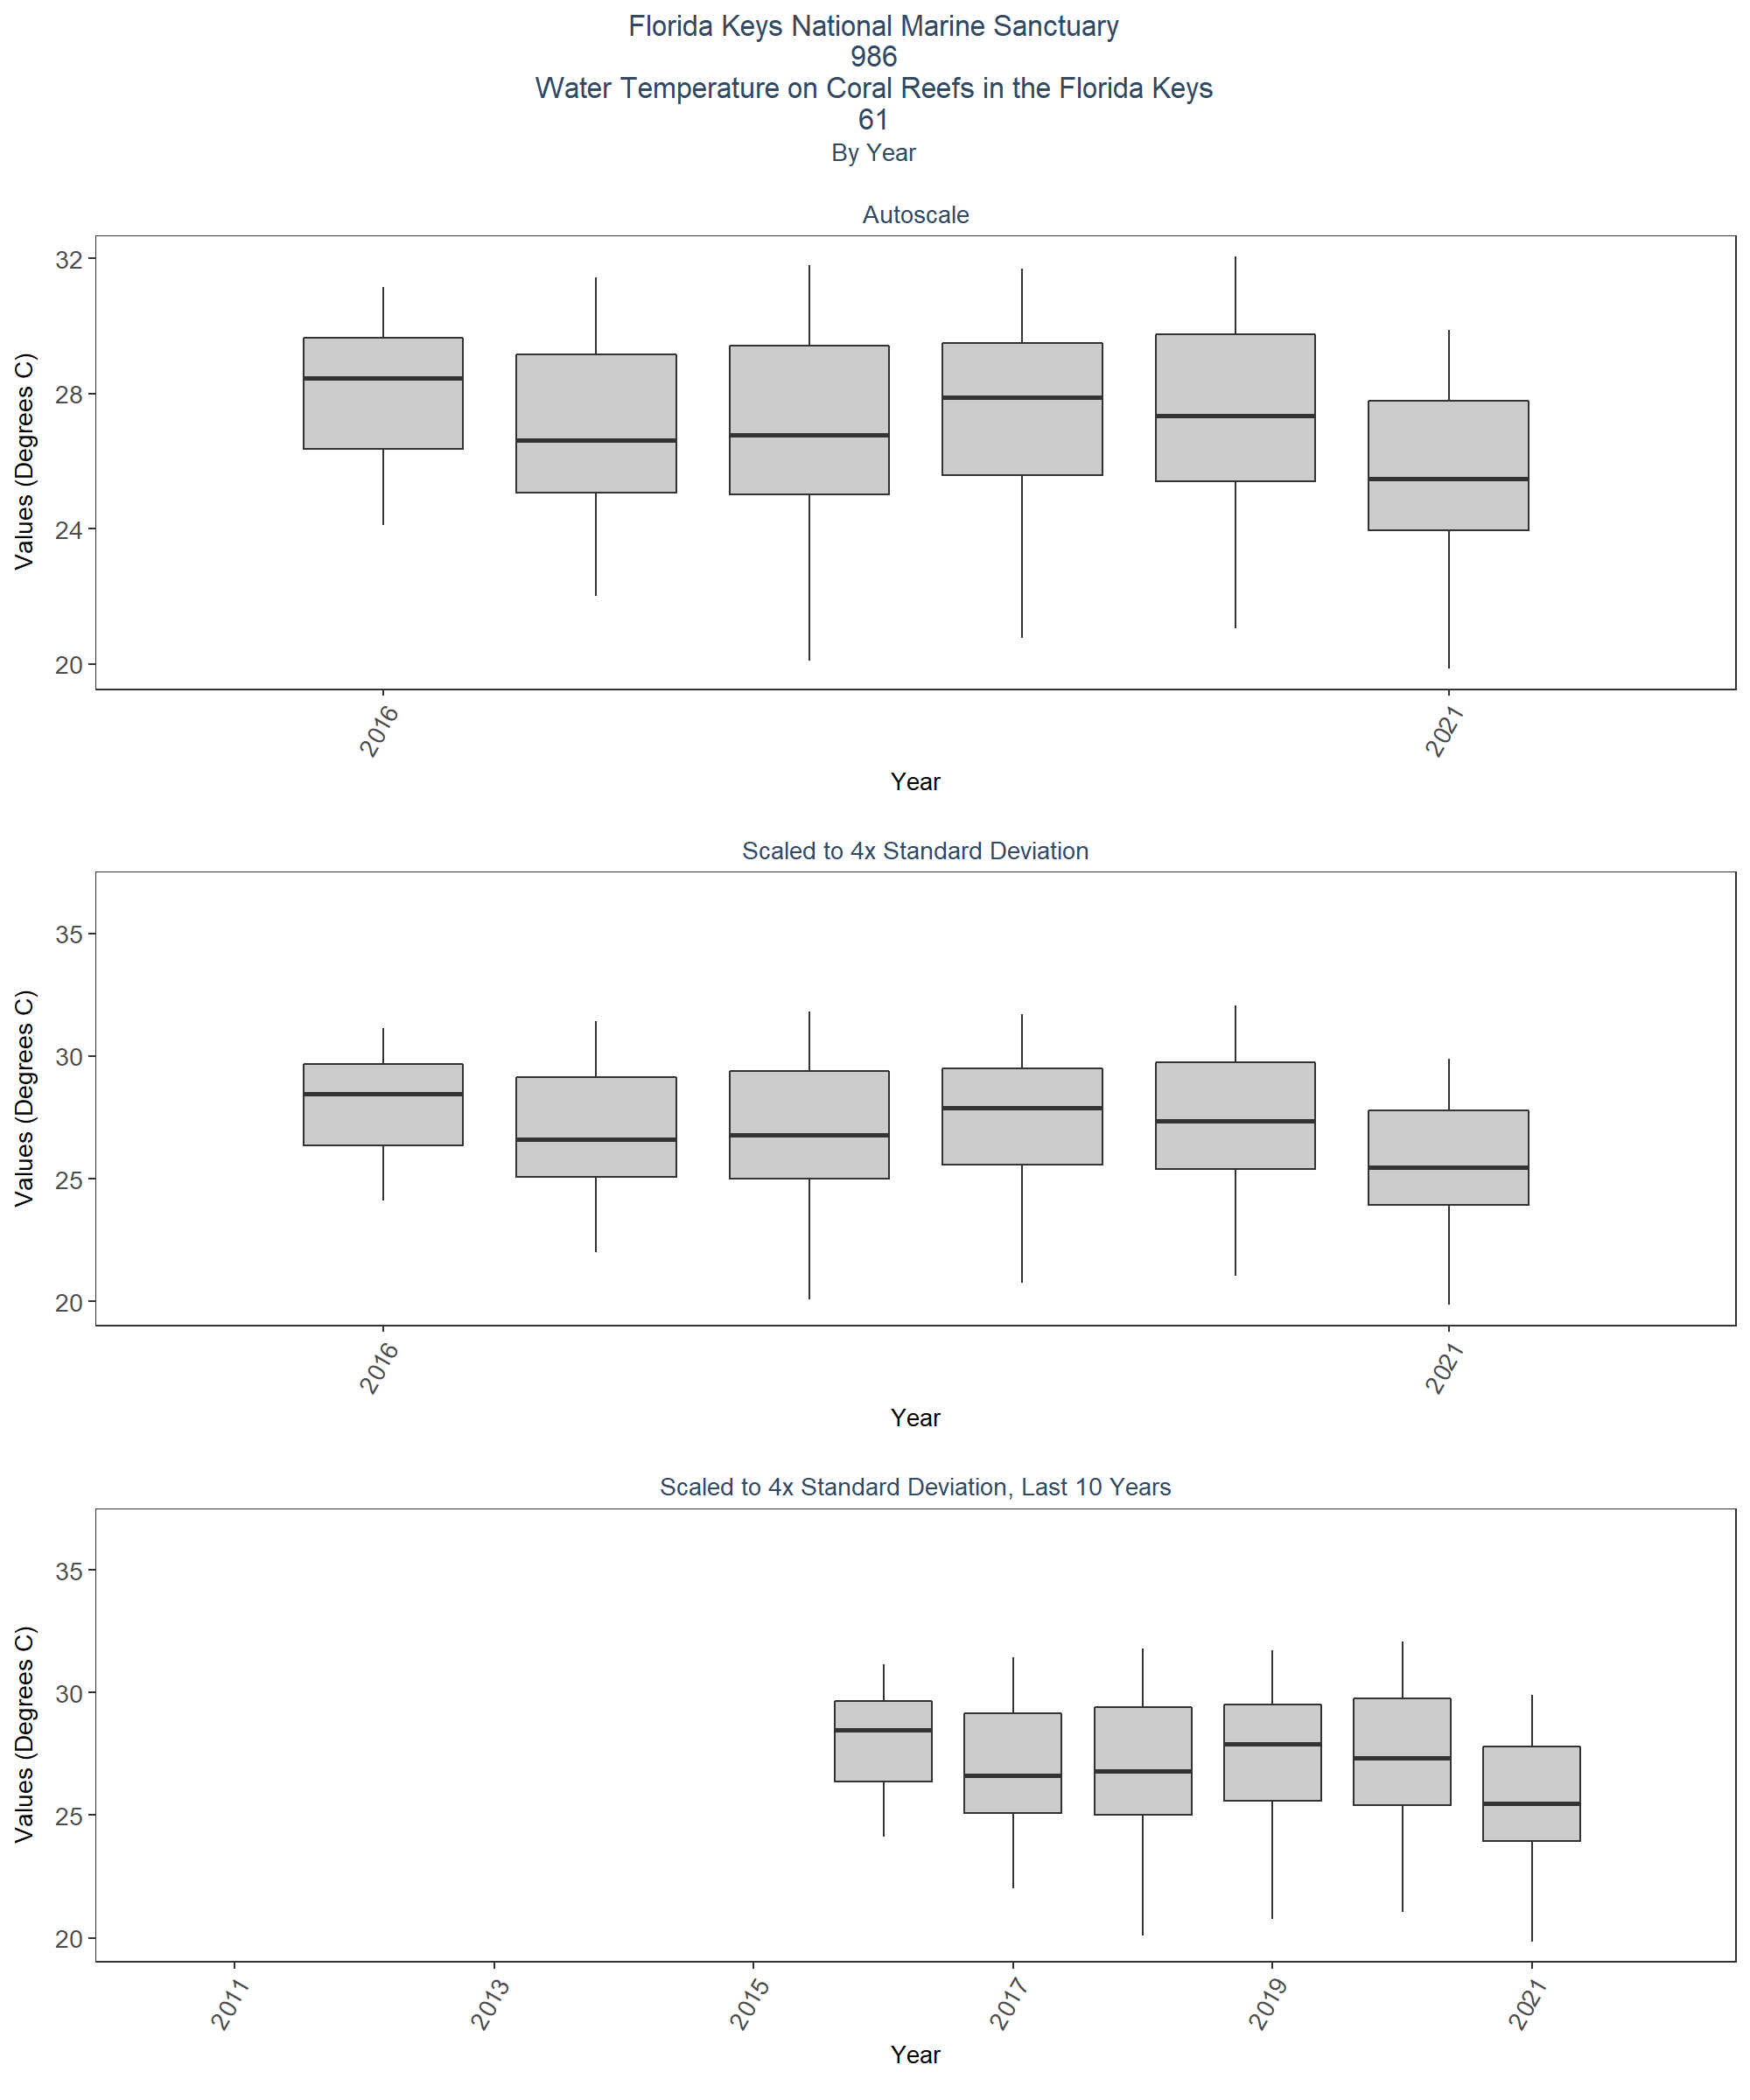 Florida Keys National Marine Sanctuary
986
Water Temperature on Coral Reefs in the Florida Keys
61
By Year
Autoscale
Values (Degrees C)
32
28
24
20
2016
2021
Year
Scaled to 4x Standard Deviation
Values (Degrees C)
35
30
25
20
2016
2021
Year
Scaled to 4x Standard Deviation, Last 10 Years
Values (Degrees C)
35
30
25
20
2011
2013
2015
2017
2019
2021
Year